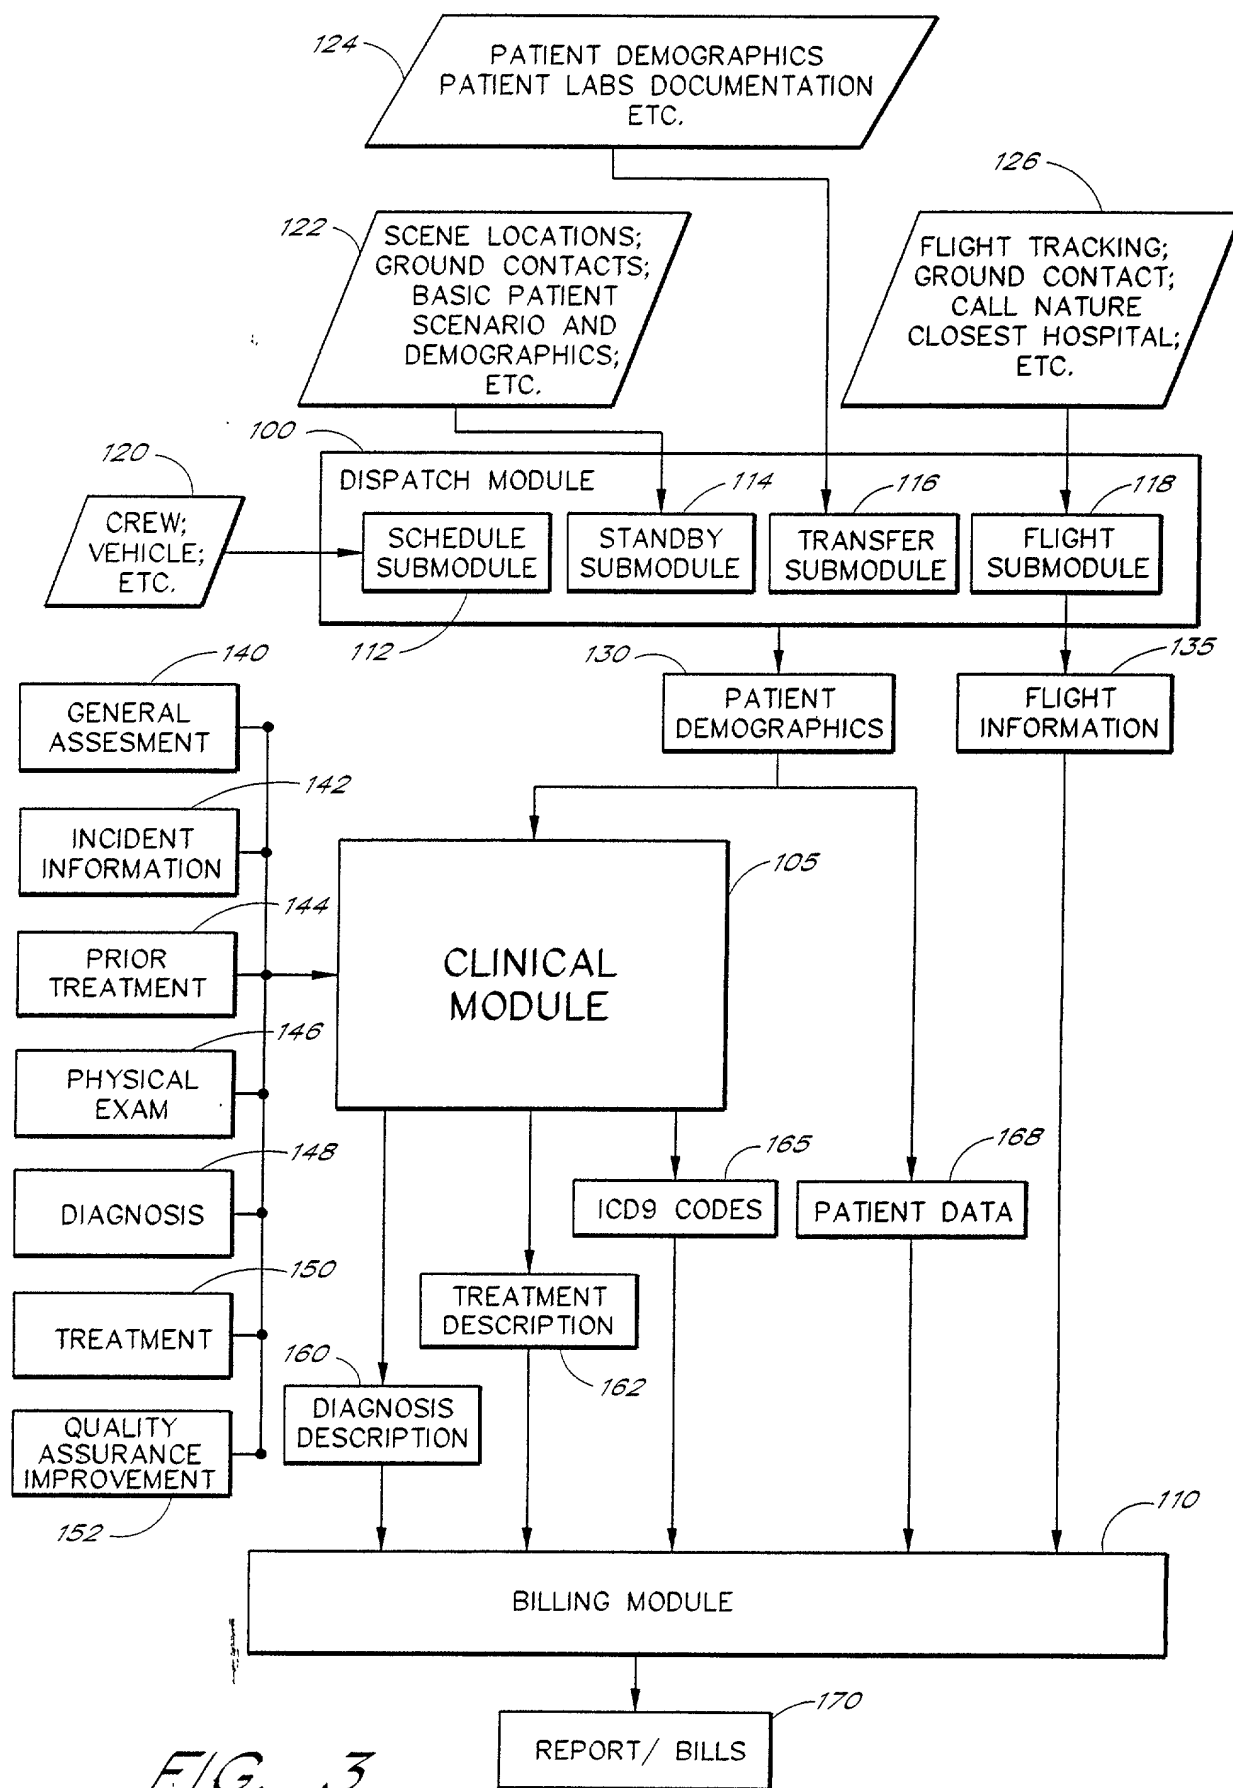 124
PATIENT DEMOGRAPHICS
PATIENT LABS DOCUMENTATION
ETC.
126
122
SCENE LOCATIONS;
GROUND CONTACTS;
BASIC PATIENT
SCENARIO AND
DEMOGRAPHICS;
ETC.
FLIGHT TRACKING;
GROUND CONTACT;
CALL NATURE
CLOSEST HOSPITAL;
ETC.
100
120
DISPATCH MODULE
114
116
118
CREW;
VEHICLE;
ETC.
SCHEDULE
SUBMODULE
STANDBY
SUBMODULE
TRANSFER
SUBMODULE
FLIGHT
SUBMODULE
112
130
135
140
GENERAL
ASSESMENT
PATIENT
DEMOGRAPHICS
FLIGHT
INFORMATION
142
INCIDENT
INFORMATION
105
144
PRIOR
TREATMENT
CLINICAL
MODULE
146
PHYSICAL
EXAM
148
DIAGNOSIS
165
ICD9 CODES
168
PATIENT DATA
150
TREATMENT
TREATMENT
DESCRIPTION
162
160
DIAGNOSIS
DESCRIPTION
QUALITY
ASSURANCE
IMPROVEMENT
152
110
BILLING MODULE
170
REPORT/ BILLS
FIG. 3